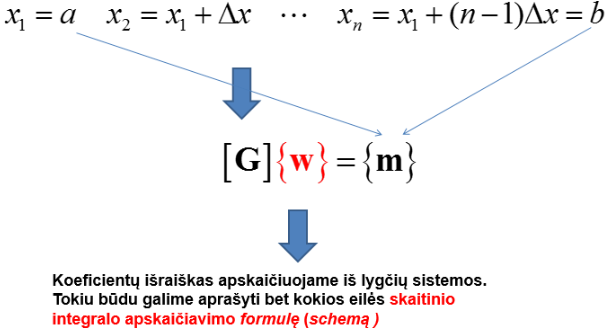 x₁ = a   x₂ = x₁ + Δx   ⋯   xₙ = x₁ + (n−1)Δx = b
[G]{w} = {m}
Koeficientų išraiškas apskaičiuojame iš lygčių sistemos.
Tokiu būdu galime aprašyti bet kokios eilės skaitinio
integralo apskaičiavimo formulę (schemą )